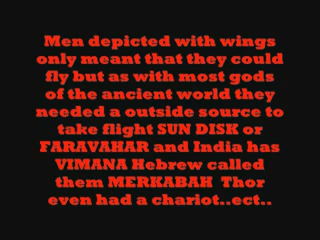 Men depicted with wings
only meant that they could
fly but as with most gods
of the ancient world they
needed a outside source to
take flight SUN DISK or
FARAVAHAR and India has
VIMANA Hebrew called
them MERKABAH Thor
even had a chariot..ect..